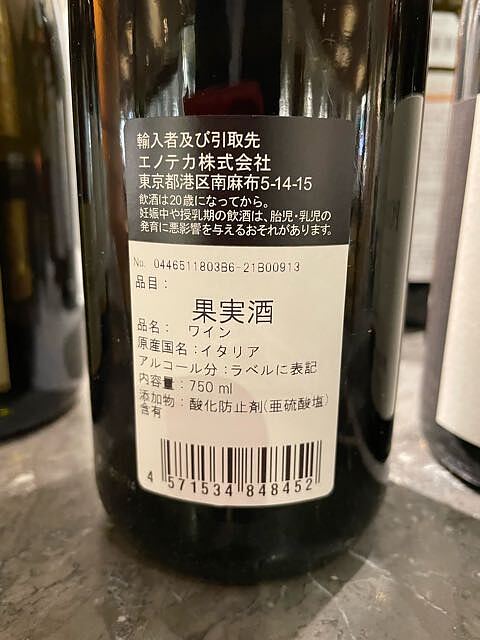 輸入者及び引取先
エノテカ株式会社
東京都港区南麻布5-14-15
飲酒は20歳になってから。
妊娠中や授乳期の飲酒は、胎児・乳児の
発育に悪影響を与えるおそれがあります。
No. 0446511803B6-21B00913
品目：
果実酒
品名： ワイン
原産国名：イタリア
アルコール分：ラベルに表記
内容量：750 ml
添加物：酸化防止剤(亜硫酸塩)
含有
4 571534 848452